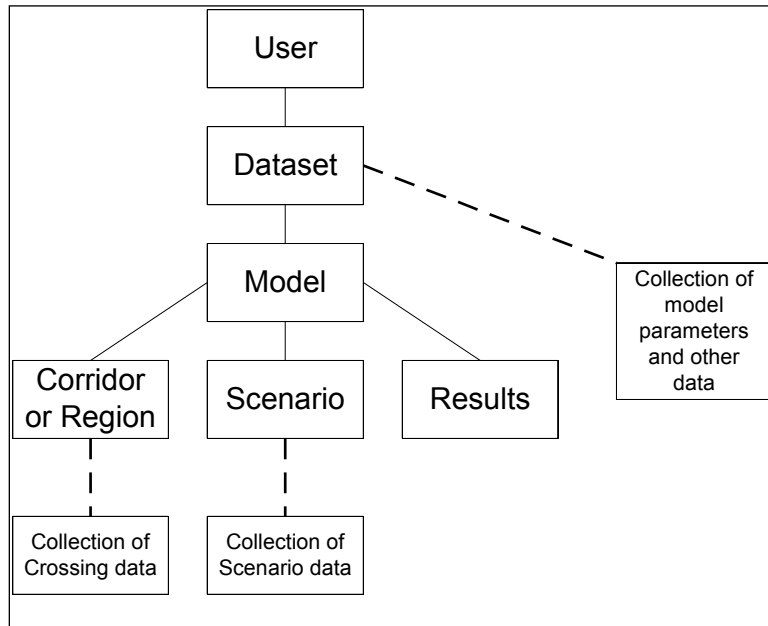 User
Dataset
Model
Collection of
model
parameters
and other
data
Corridor
or Region
Scenario
Results
Collection of
Crossing data
Collection of
Scenario data